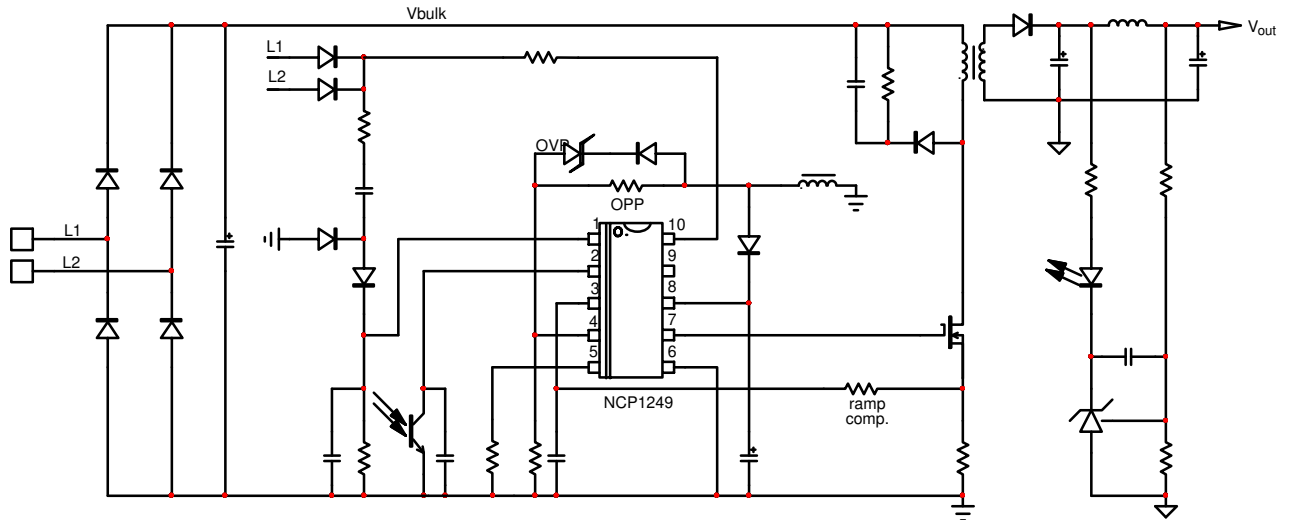 Vbulk
Vout
L1
L2
OVP
OPP
L1
L2
1
2
3
4
5
10
9
8
7
6
NCP1249
ramp
comp.